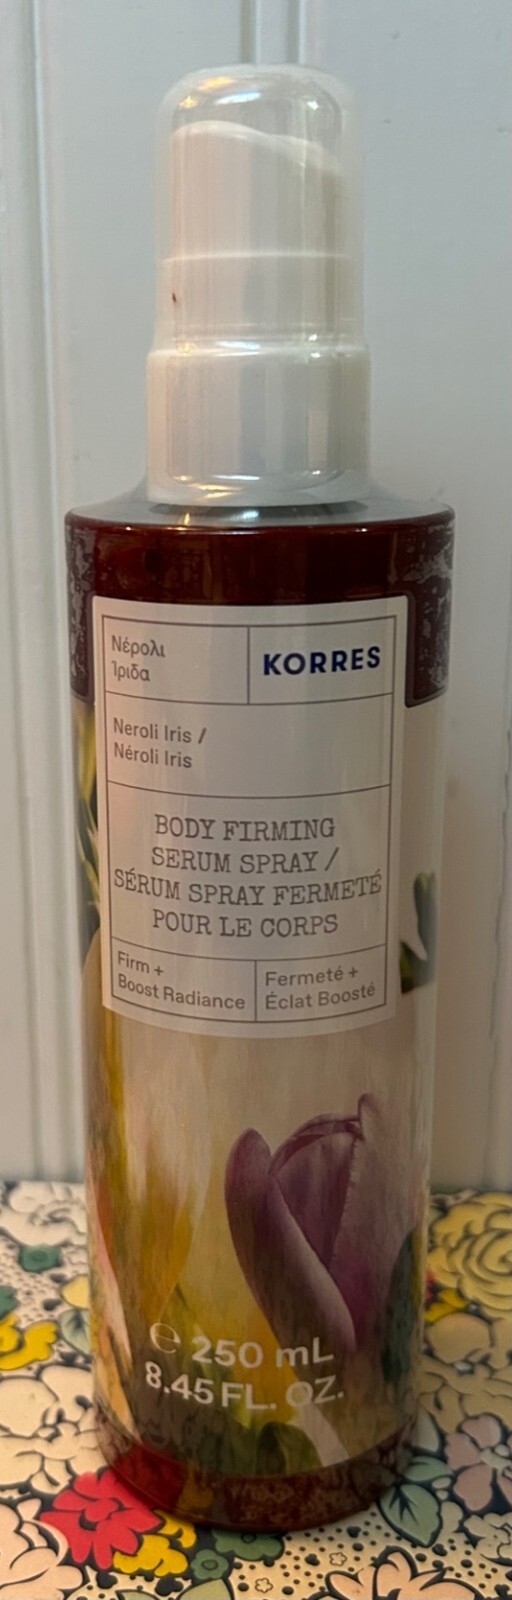 Νέρολι
Ίριδα
KORRES
Neroli Iris /
Néroli Iris
BODY FIRMING
SERUM SPRAY /
SÉRUM SPRAY FERMETÉ
POUR LE CORPS
Firm +
Boost Radiance
Fermeté +
Éclat Boosté
℮ 250 mL
8.45 FL. OZ.